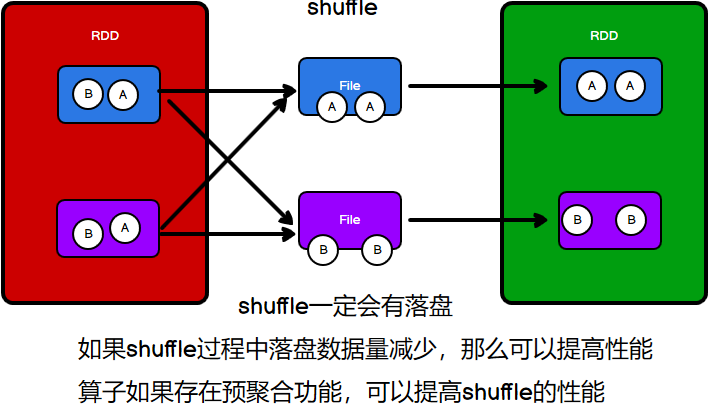 shuffle
RDD
RDD
B A
File
A A
A A
B A
File
B B
B B
shuffle一定会有落盘
如果shuffle过程中落盘数据量减少，那么可以提高性能
算子如果存在预聚合功能，可以提高shuffle的性能